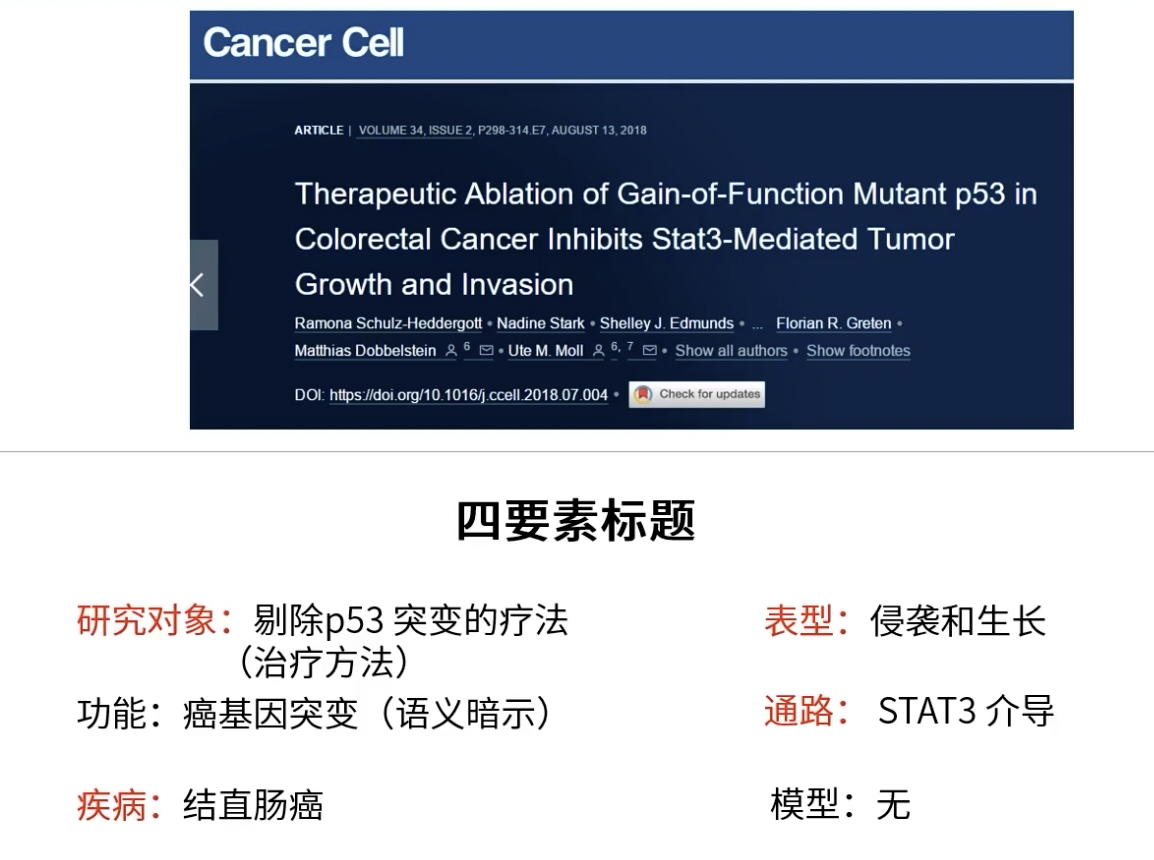 Cancer Cell
ARTICLE | VOLUME 34, ISSUE 2, P298-314.E7, AUGUST 13, 2018
Therapeutic Ablation of Gain-of-Function Mutant p53 in
Colorectal Cancer Inhibits Stat3-Mediated Tumor
Growth and Invasion
Ramona Schulz-Heddergott • Nadine Stark • Shelley J. Edmunds • ... Florian R. Greten •
Matthias Dobbelstein 6 • Ute M. Moll 6, 7 • Show all authors • Show footnotes
DOI: https://doi.org/10.1016/j.ccell.2018.07.004 • Check for updates
四要素标题
研究对象：剔除p53 突变的疗法
（治疗方法）
功能：癌基因突变（语义暗示）
疾病：结直肠癌
表型：侵袭和生长
通路： STAT3 介导
模型：无